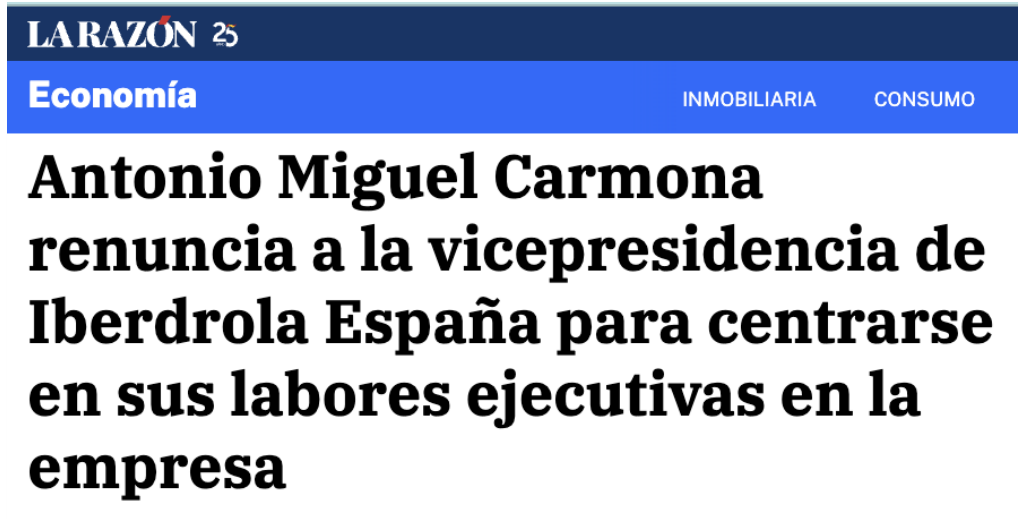 LA RAZÓN 25
Economía
INMOBILIARIA CONSUMO
Antonio Miguel Carmona
renuncia a la vicepresidencia de
Iberdrola España para centrarse
en sus labores ejecutivas en la
empresa